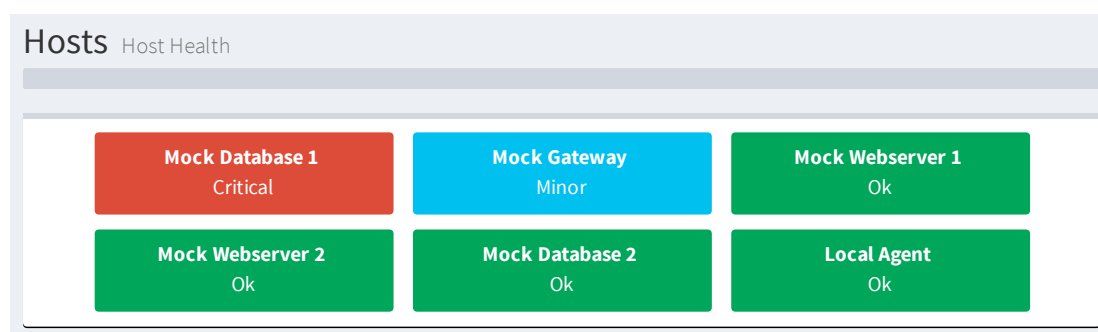 Hosts Host Health
Mock Database 1
Critical
Mock Gateway
Minor
Mock Webserver 1
Ok
Mock Webserver 2
Ok
Mock Database 2
Ok
Local Agent
Ok